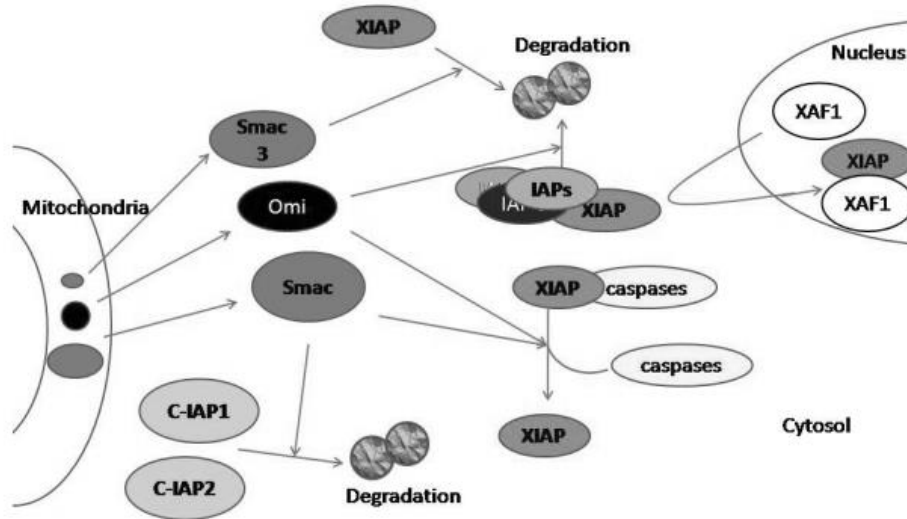 XIAP
Degradation
Nucleus
XAF1
Smac
3
XIAP
IAPs
Mitochondria
Omi
XIAP
XAF1
Smac
XIAP
caspases
caspases
C-IAP1
XIAP
Cytosol
C-IAP2
Degradation